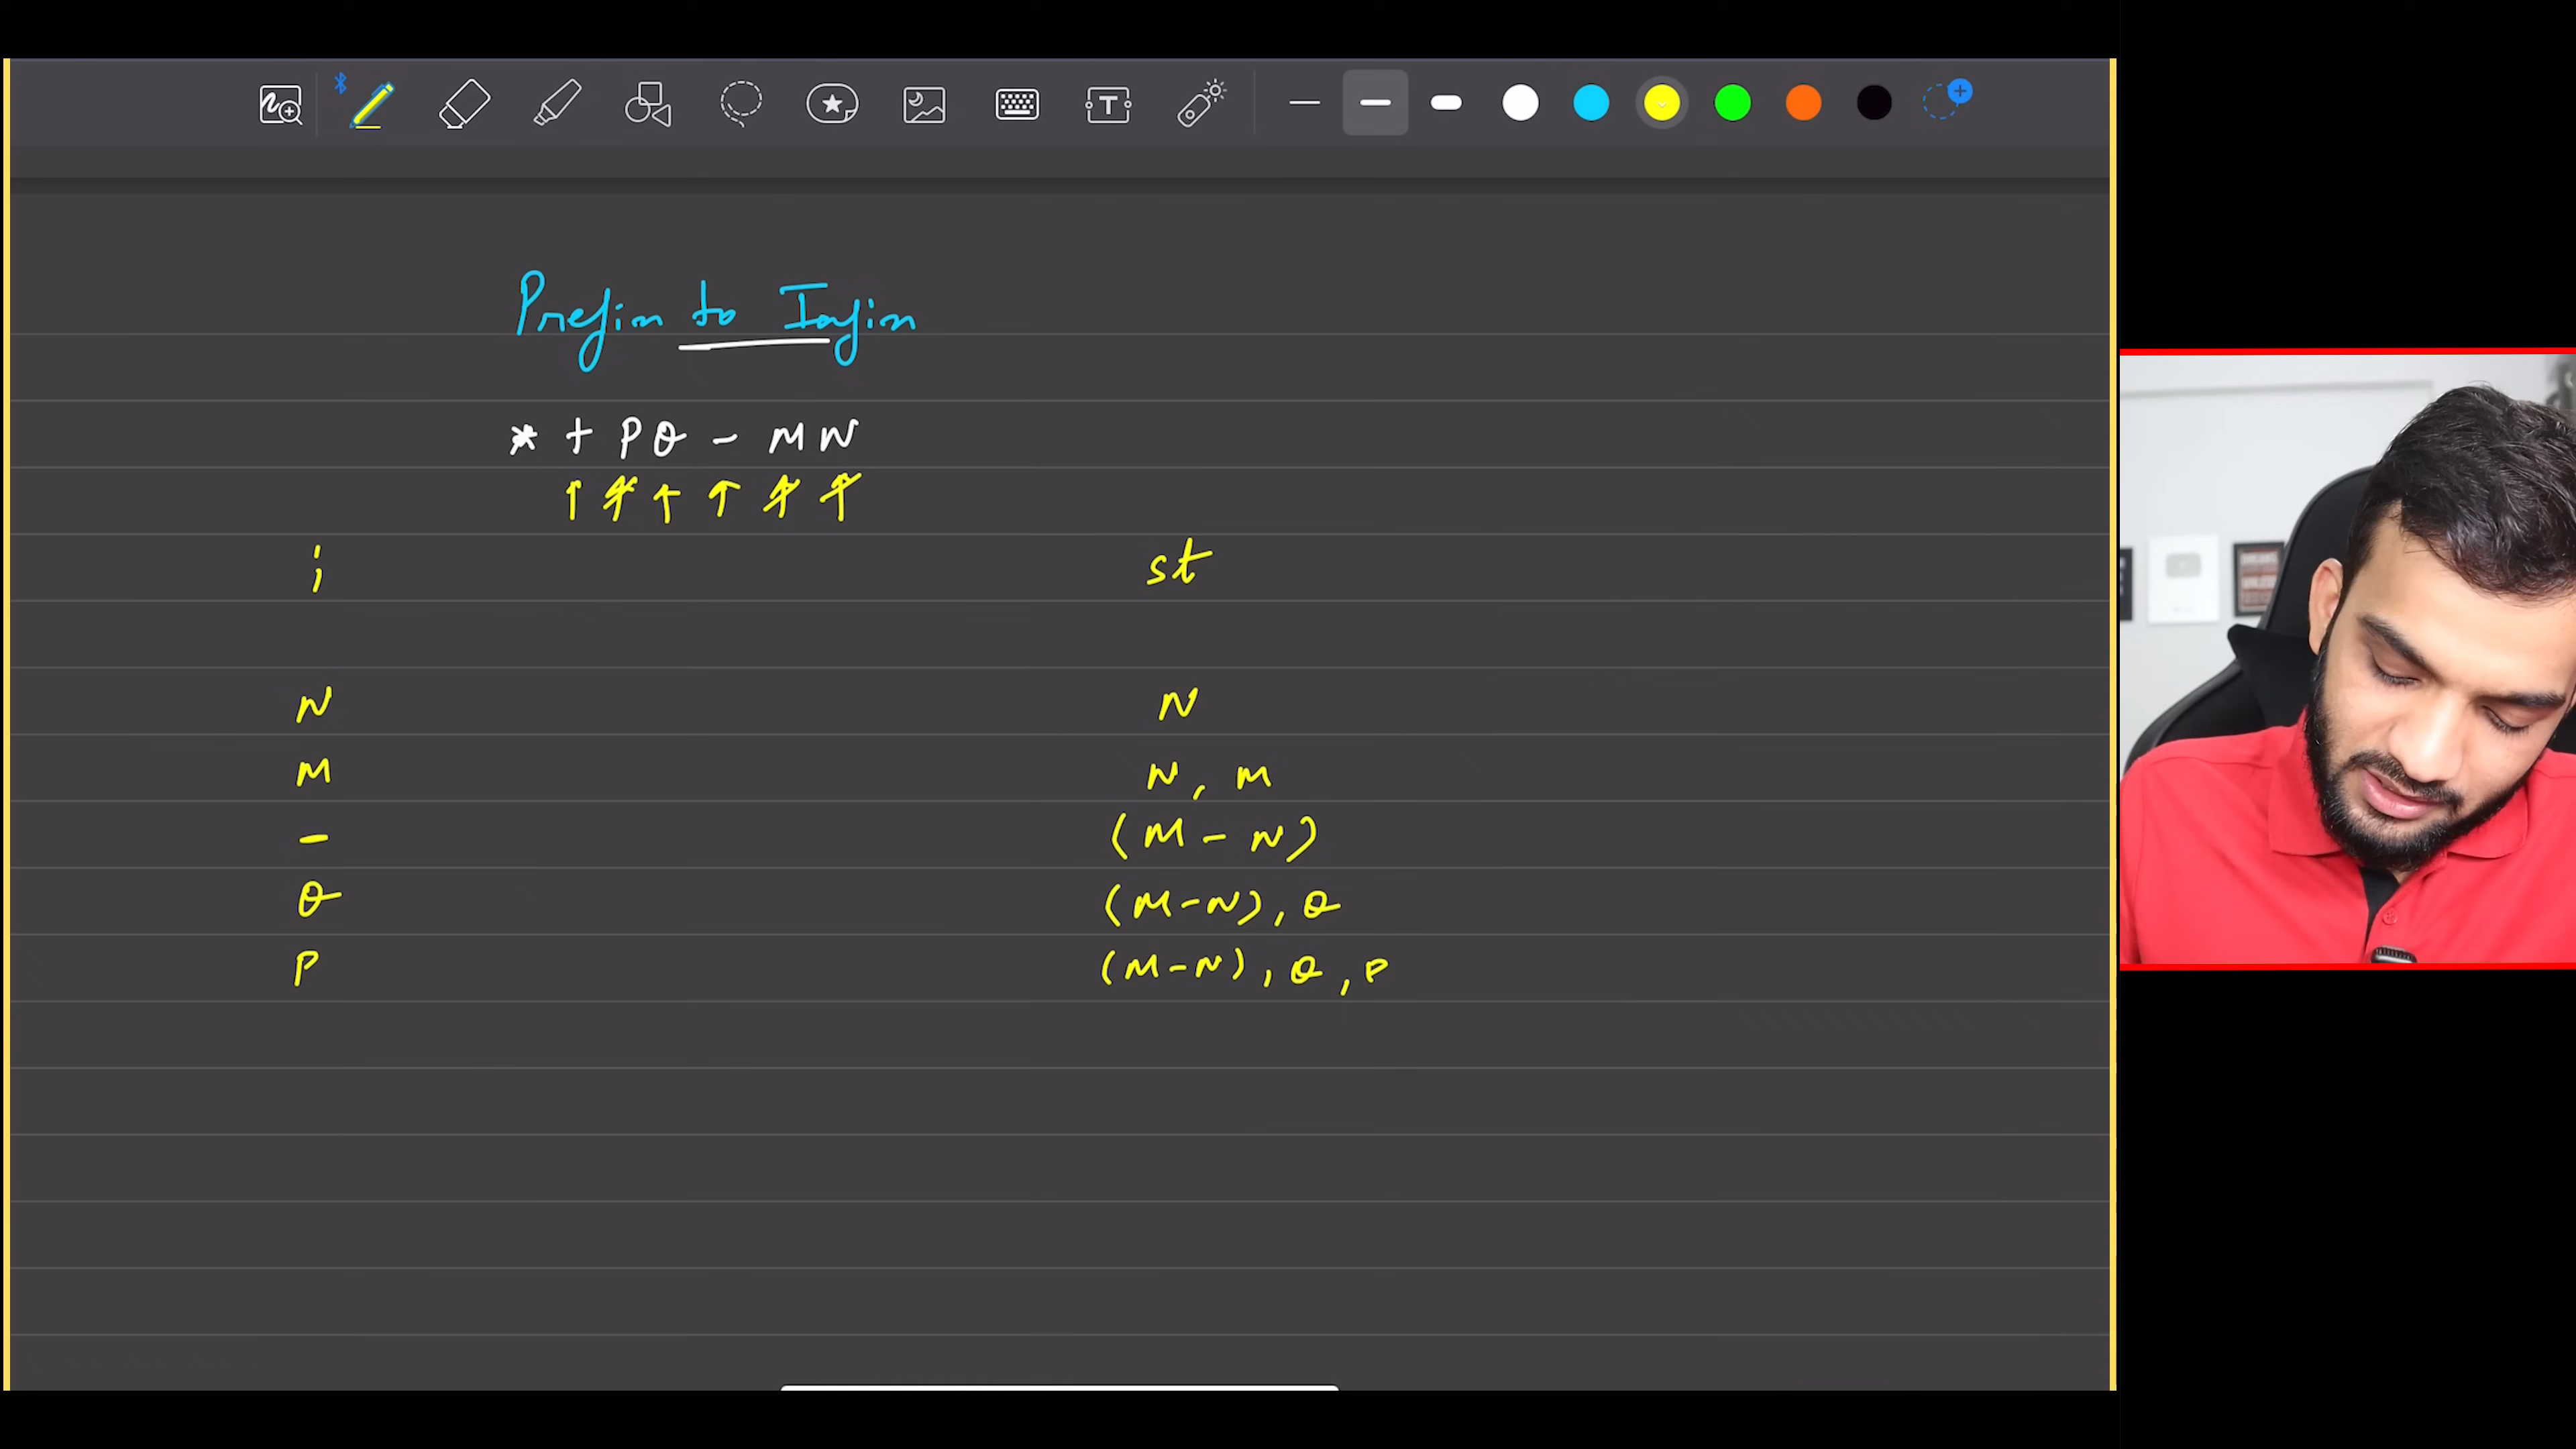 Prefix to Infix
* + P Q - M N
↑ ↑ ↑ ↑ ↑ ↑
i st
N N
M N, M
- (M - N)
Q (M-N), Q
P (M-N), Q, P